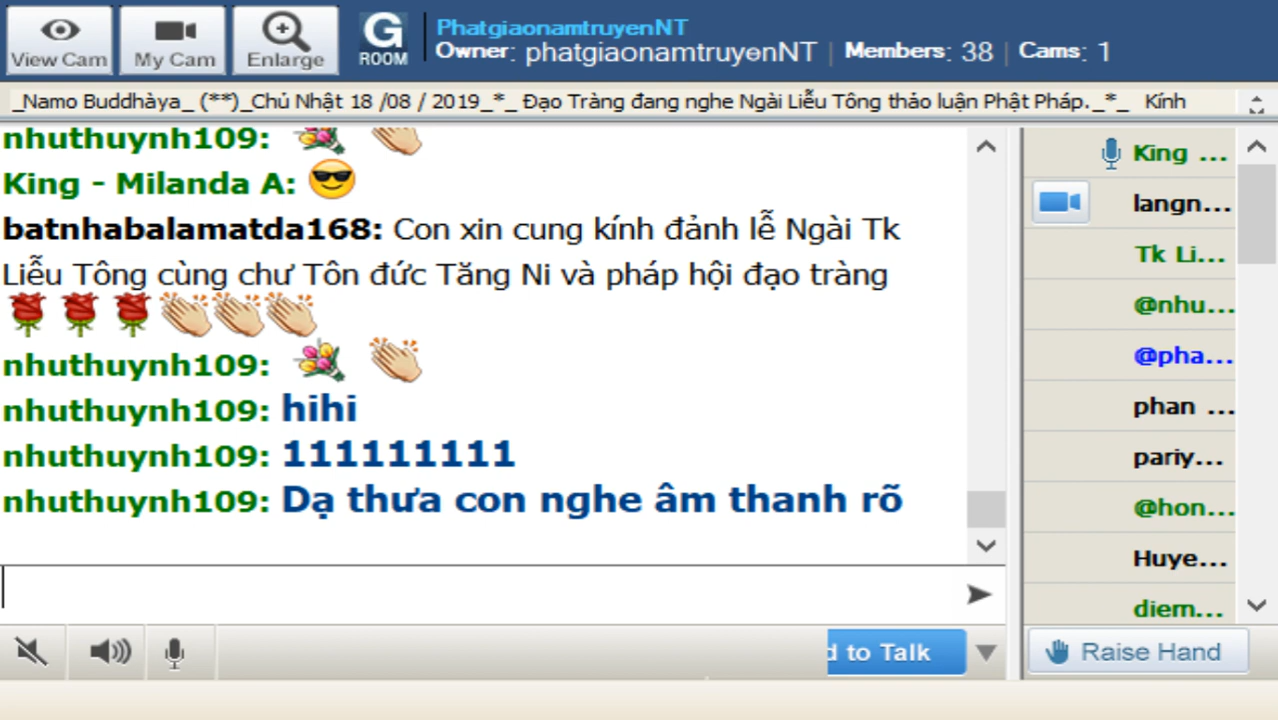 View Cam
My Cam
Enlarge
G
ROOM
PhatgiaonamtruyenNT
Owner: phatgiaonamtruyenNT | Members: 38 | Cams: 1
_Namo Buddhàya_ (**)_Chủ Nhật 18 /08 / 2019_*_ Đạo Tràng đang nghe Ngài Liễu Tông thảo luận Phật Pháp._*_ Kính
nhuthuynh109:
King - Milanda A:
batnhabalamatda168: Con xin cung kính đảnh lễ Ngài Tk
Liễu Tông cùng chư Tôn đức Tăng Ni và pháp hội đạo tràng
nhuthuynh109:
nhuthuynh109: hihi
nhuthuynh109: 111111111
nhuthuynh109: Dạ thưa con nghe âm thanh rõ
King ...
langn...
Tk Li...
@nhu...
@pha...
phan ...
pariy...
@hon...
Huye...
diem...
d to Talk
Raise Hand